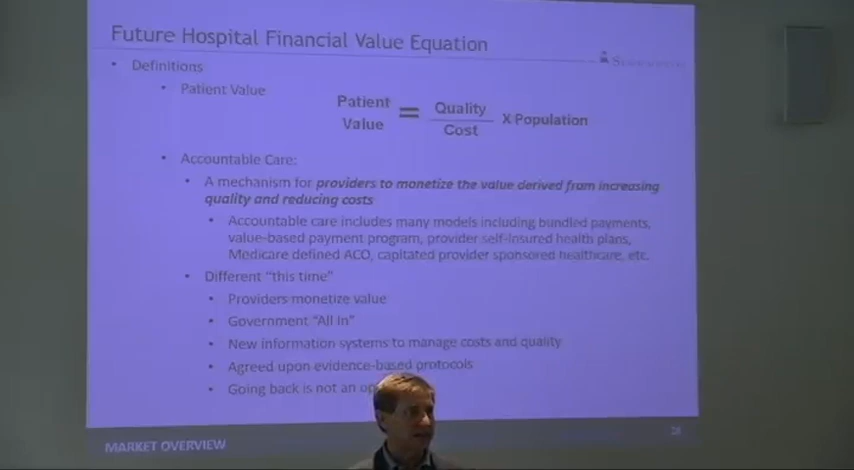 Future Hospital Financial Value Equation
• Definitions
• Patient Value
Patient Value = Quality / Cost X Population
• Accountable Care:
• A mechanism for providers to monetize the value derived from increasing
quality and reducing costs
• Accountable care includes many models including bundled payments,
value-based payment program, provider self-insured health plans,
Medicare defined ACO, capitated provider sponsored healthcare, etc.
• Different "this time"
• Providers monetize value
• Government "All In"
• New information systems to manage costs and quality
• Agreed upon evidence-based protocols
• Going back is not an
MARKET OVERVIEW